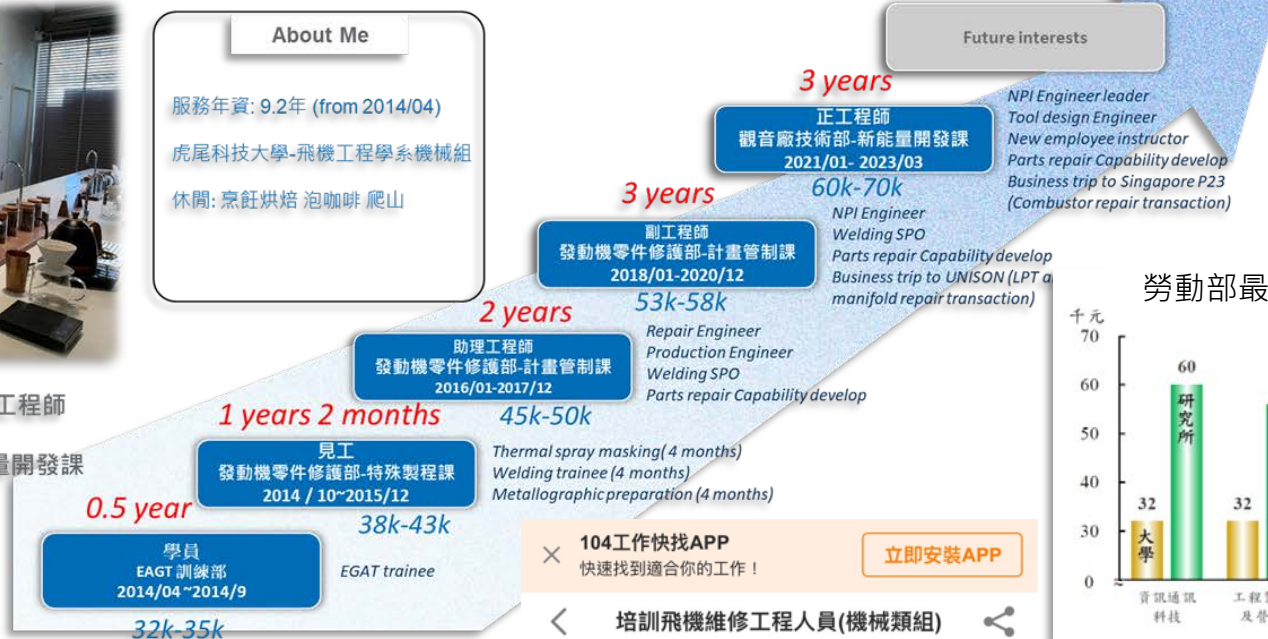 About Me
服務年資: 9.2年 (from 2014/04)
虎尾科技大學-飛機工程學系機械組
休閒: 烹飪烘焙 泡咖啡 爬山
Future interests
3 years
正工程師
觀音廠技術部-新能量開發課
2021/01- 2023/03
60k-70k
NPI Engineer leader
Tool design Engineer
New employee instructor
Parts repair Capability develop
Business trip to Singapore P23
(Combustor repair transaction)
3 years
副工程師
發動機零件修護部-計畫管制課
2018/01-2020/12
53k-58k
NPI Engineer
Welding SPO
Parts repair Capability develop
Business trip to UNISON (LPT a
manifold repair transaction)
2 years
助理工程師
發動機零件修護部-計畫管制課
2016/01-2017/12
45k-50k
Repair Engineer
Production Engineer
Welding SPO
Parts repair Capability develop
工程師
量開發課
1 years 2 months
見工
發動機零件修護部-特殊製程課
2014 / 10~2015/12
38k-43k
Thermal spray masking( 4 months)
Welding trainee (4 months)
Metallographic preparation (4 months)
0.5 year
學員
EAGT 訓練部
2014/04 ~2014/9
32k-35k
EGAT trainee
104工作快找APP
快速找到適合你的工作！
立即安裝APP
培訓飛機維修工程人員(機械類組)
勞動部最
千元
70
60
50
40
30
0
32
大學
60
研究所
32
資訊通訊
科技
工程
及營